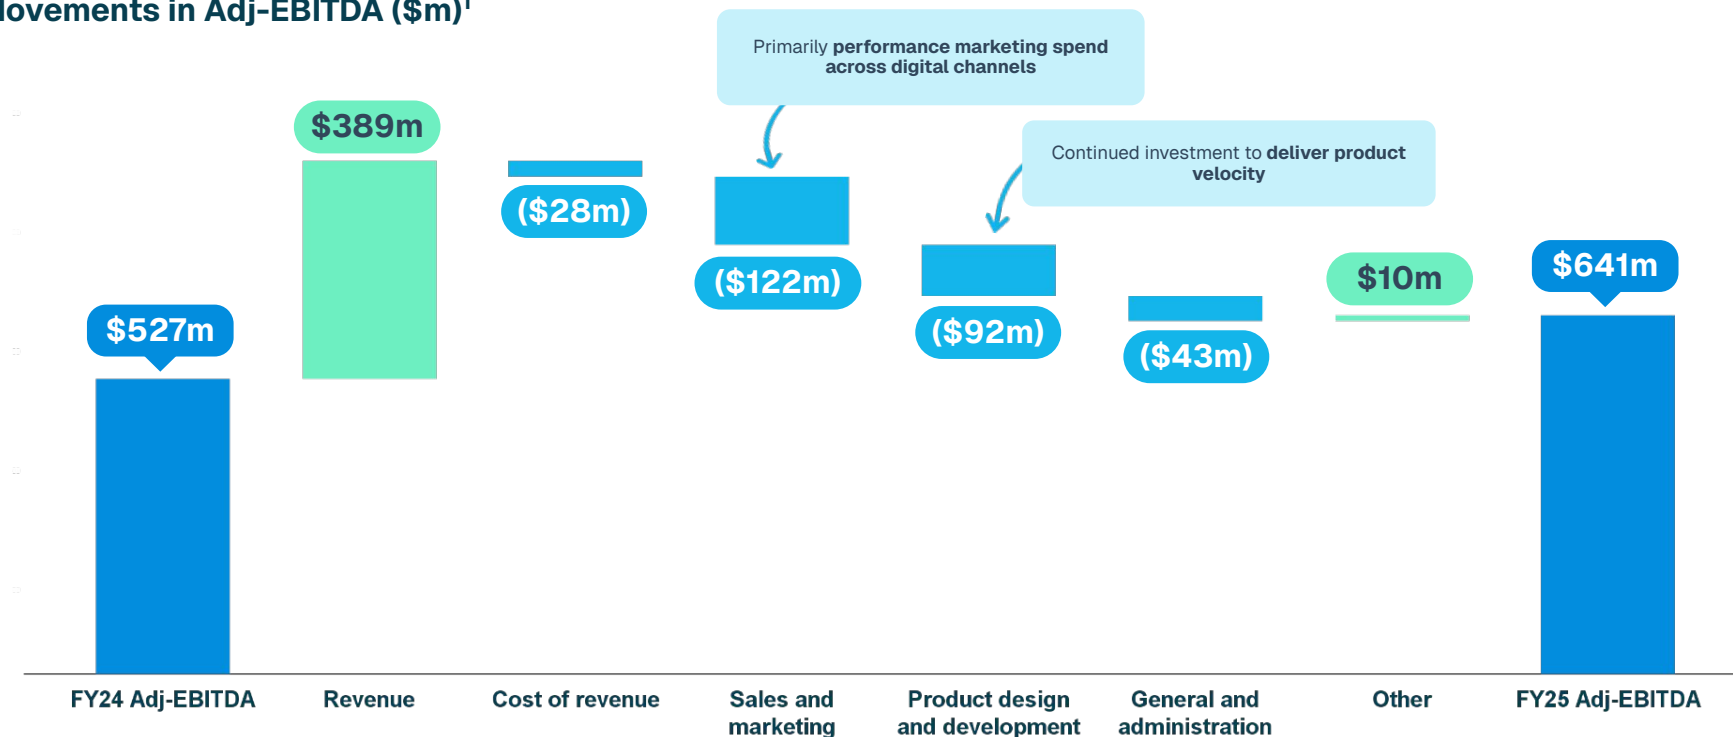 Movements in Adj-EBITDA ($m)¹
Primarily performance marketing spend
across digital channels
Continued investment to deliver product
velocity
$527m
$389m
($28m)
($122m)
($92m)
($43m)
$10m
$641m
FY24 Adj-EBITDA
Revenue
Cost of revenue
Sales and
marketing
Product design
and development
General and
administration
Other
FY25 Adj-EBITDA